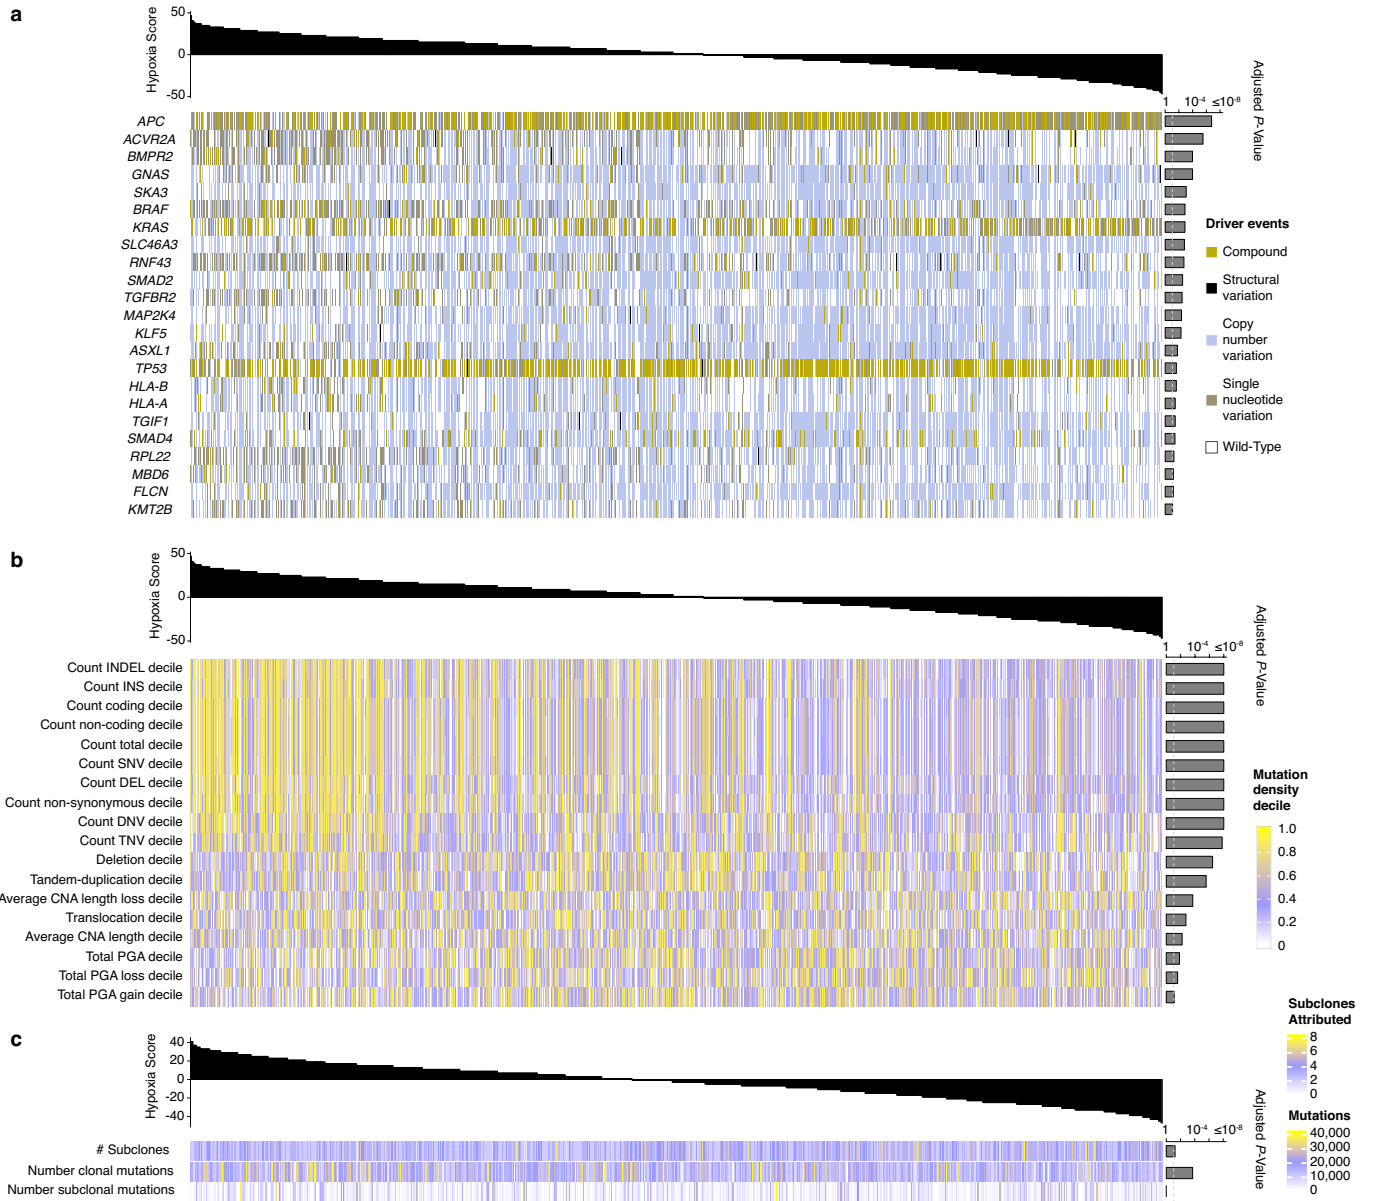 a
Hypoxia Score
50
0
-50
Adjusted P-Value
1 10-4 ≤10-8
APC
ACVR2A
BMPR2
GNAS
SKA3
BRAF
KRAS
SLC46A3
RNF43
SMAD2
TGFBR2
MAP2K4
KLF5
ASXL1
TP53
HLA-B
HLA-A
TGIF1
SMAD4
RPL22
MBD6
FLCN
KMT2B
Driver events
Compound
Structural
variation
Copy
number
variation
Single
nucleotide
variation
Wild-Type
b
Hypoxia Score
50
0
-50
Adjusted P-Value
1 10-4 ≤10-8
Count INDEL decile
Count INS decile
Count coding decile
Count non-coding decile
Count total decile
Count SNV decile
Count DEL decile
Count non-synonymous decile
Count DNV decile
Count TNV decile
Deletion decile
Tandem-duplication decile
Average CNA length loss decile
Translocation decile
Average CNA length decile
Total PGA decile
Total PGA loss decile
Total PGA gain decile
Mutation
density
decile
1.0
0.8
0.6
0.4
0.2
0
c
Hypoxia Score
40
20
0
-20
-40
Adjusted P-Value
1 10-4 ≤10-8
# Subclones
Number clonal mutations
Number subclonal mutations
Subclones
Attributed
8
6
4
2
0
Mutations
40,000
30,000
20,000
10,000
0